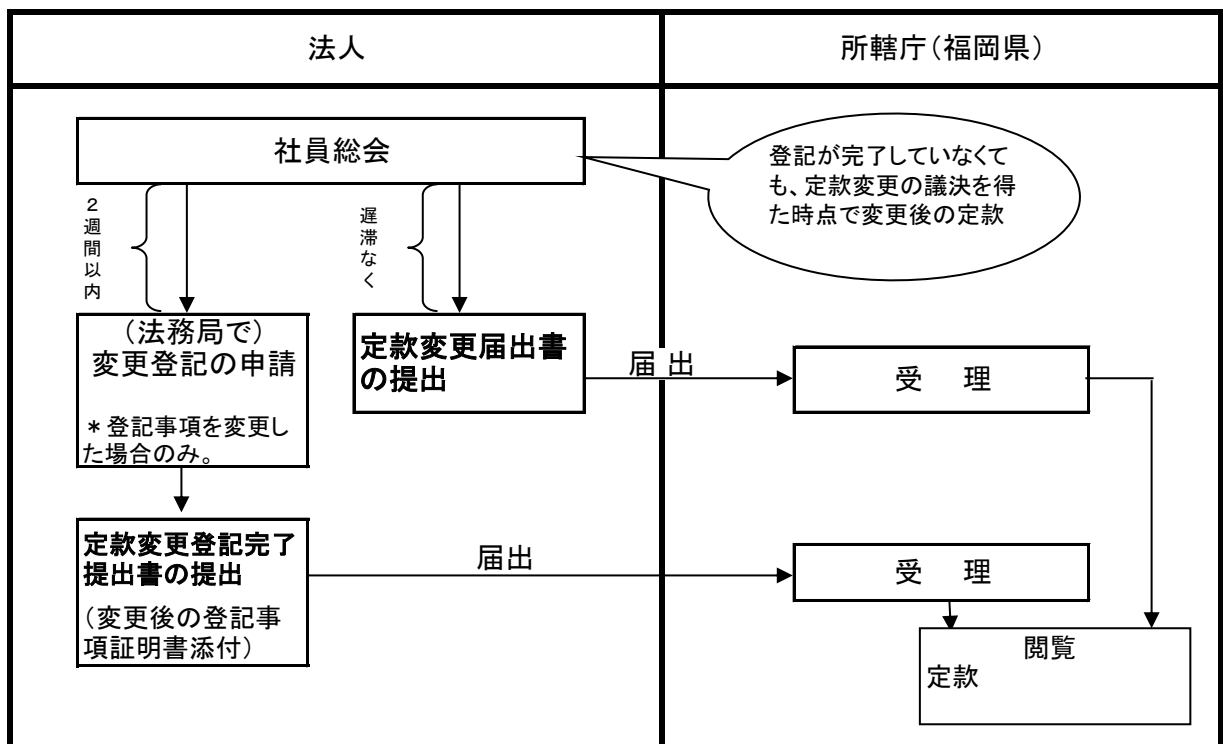 法人
所轄庁(福岡県)
社員総会
登記が完了していなくて
も、定款変更の議決を得
た時点で変更後の定款
2週間以内
遅滞なく
(法務局で)
変更登記の申請
*登記事項を変更し
た場合のみ。
定款変更届出書
の提出
届出
受 理
定款変更登記完了
提出書の提出
(変更後の登記事
項証明書添付)
届出
受 理
閲覧
定款